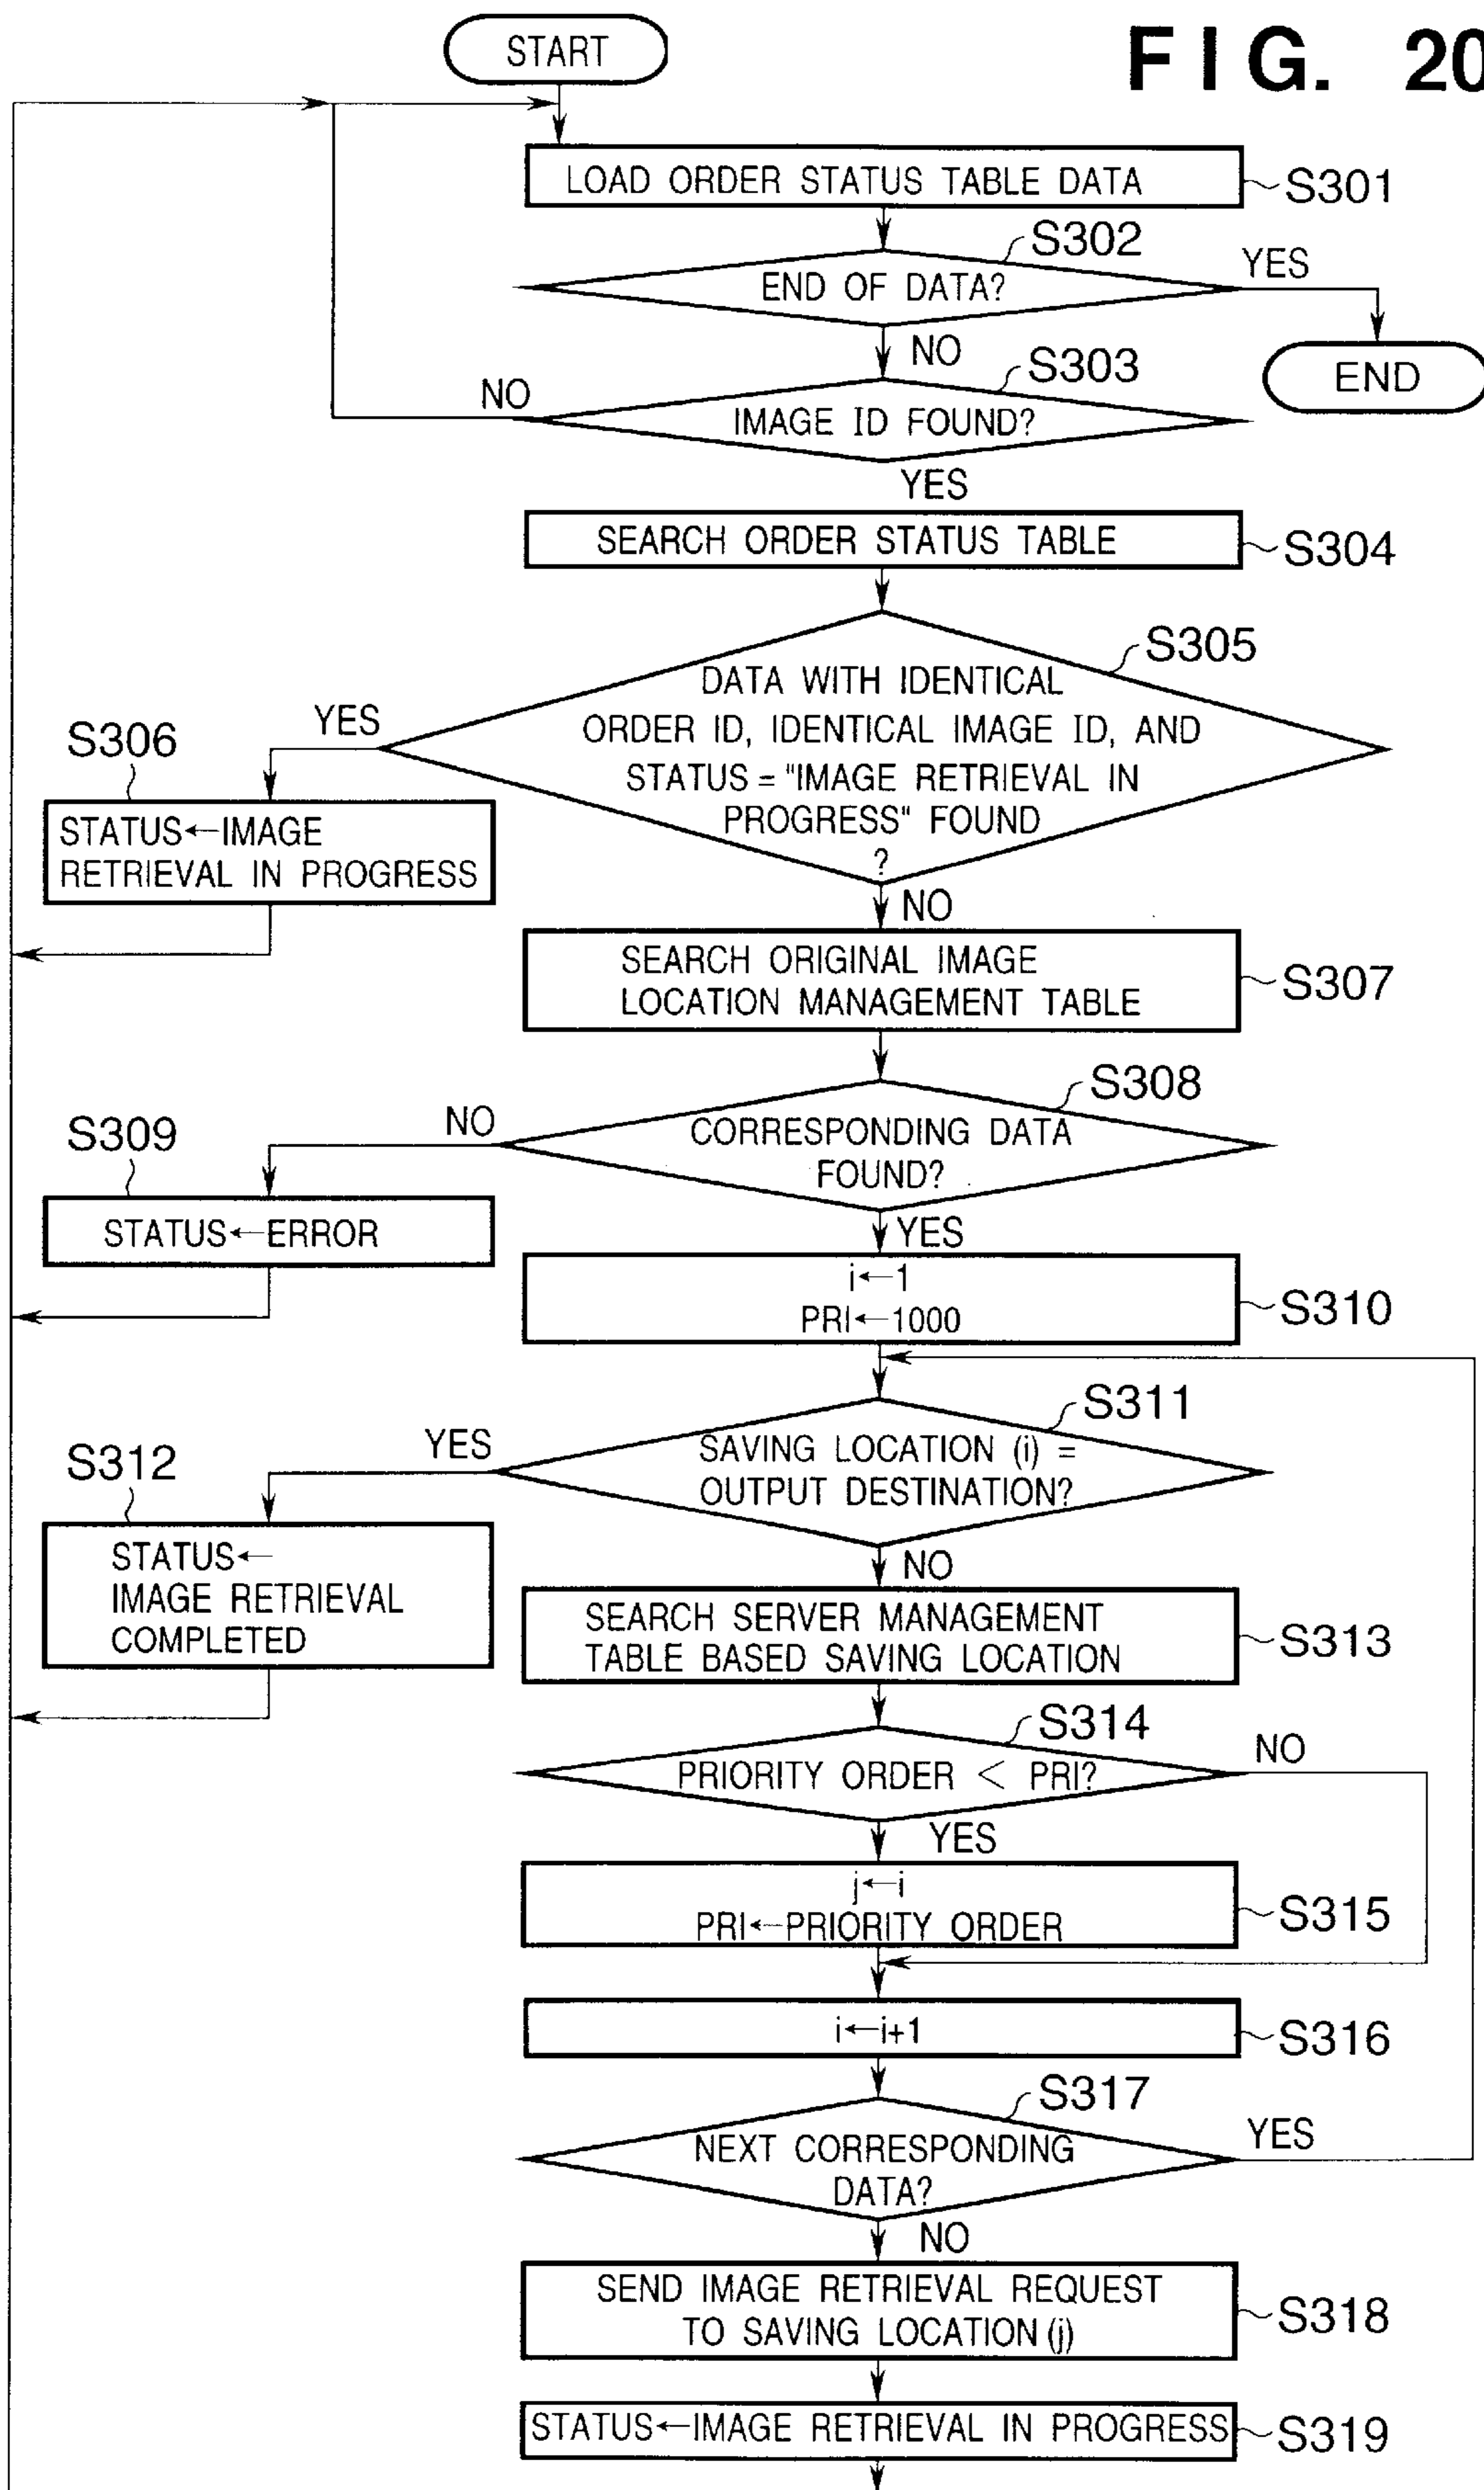 FIG. 20
START
LOAD ORDER STATUS TABLE DATA
S301
S302
END OF DATA?
YES
NO
END
S303
NO
IMAGE ID FOUND?
YES
SEARCH ORDER STATUS TABLE
S304
S305
DATA WITH IDENTICAL
ORDER ID, IDENTICAL IMAGE ID, AND
STATUS = "IMAGE RETRIEVAL IN
PROGRESS" FOUND
?
YES
S306
STATUS←IMAGE
RETRIEVAL IN PROGRESS
NO
SEARCH ORIGINAL IMAGE
LOCATION MANAGEMENT TABLE
S307
S308
CORRESPONDING DATA
FOUND?
NO
S309
STATUS←ERROR
YES
i←1
PRI←1000
S310
S311
SAVING LOCATION (i) =
OUTPUT DESTINATION?
YES
S312
STATUS←
IMAGE RETRIEVAL
COMPLETED
NO
SEARCH SERVER MANAGEMENT
TABLE BASED SAVING LOCATION
S313
S314
PRIORITY ORDER < PRI?
NO
YES
j←i
PRI←PRIORITY ORDER
S315
i←i+1
S316
S317
NEXT CORRESPONDING
DATA?
YES
NO
SEND IMAGE RETRIEVAL REQUEST
TO SAVING LOCATION (j)
S318
STATUS←IMAGE RETRIEVAL IN PROGRESS
S319